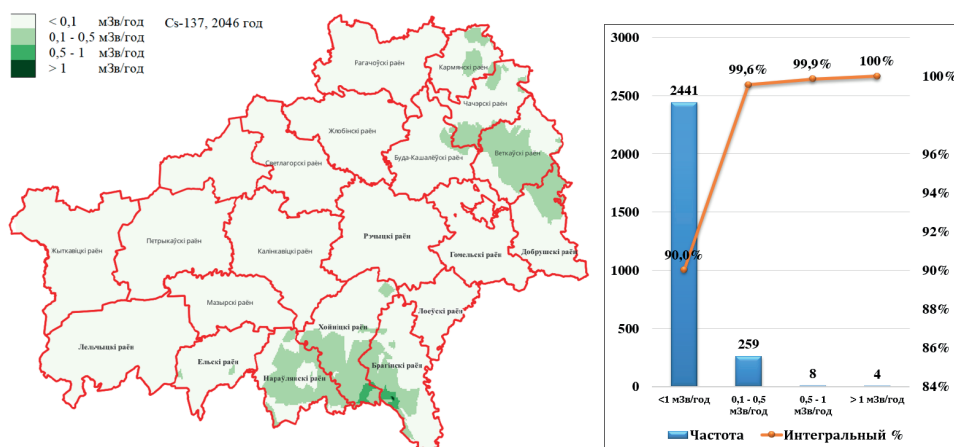 < 0,1 мЗв/год
0,1 - 0,5 мЗв/год
0,5 - 1 мЗв/год
> 1 мЗв/год
Cs-137, 2046 год
Рагачоўскі раён
Кармянскі раён
Чачэрскі раён
Жлобінскі раён
Светлагорскі раён
Буда-Кашалёўскі раён
Веткаўскі раён
Жыткавіцкі раён
Петрыкаўскі раён
Калінкавіцкі раён
Рэчыцкі раён
Гомельскі раён
Добрушскі раён
Мазырскі раён
Лоеўскі раён
Хойніцкі раён
Лельчыцкі раён
Ельскі раён
Нараўлянскі раён
Брагінскі раён
3000
2500
2000
1500
1000
500
0
2441
259
8
4
90,0%
99,6%
99,9%
100%
100%
96%
94%
92%
90%
88%
86%
84%
<1 мЗв/год
0,1 - 0,5
мЗв/год
0,5 - 1
мЗв/год
> 1 мЗв/год
Частота
Интегральный %